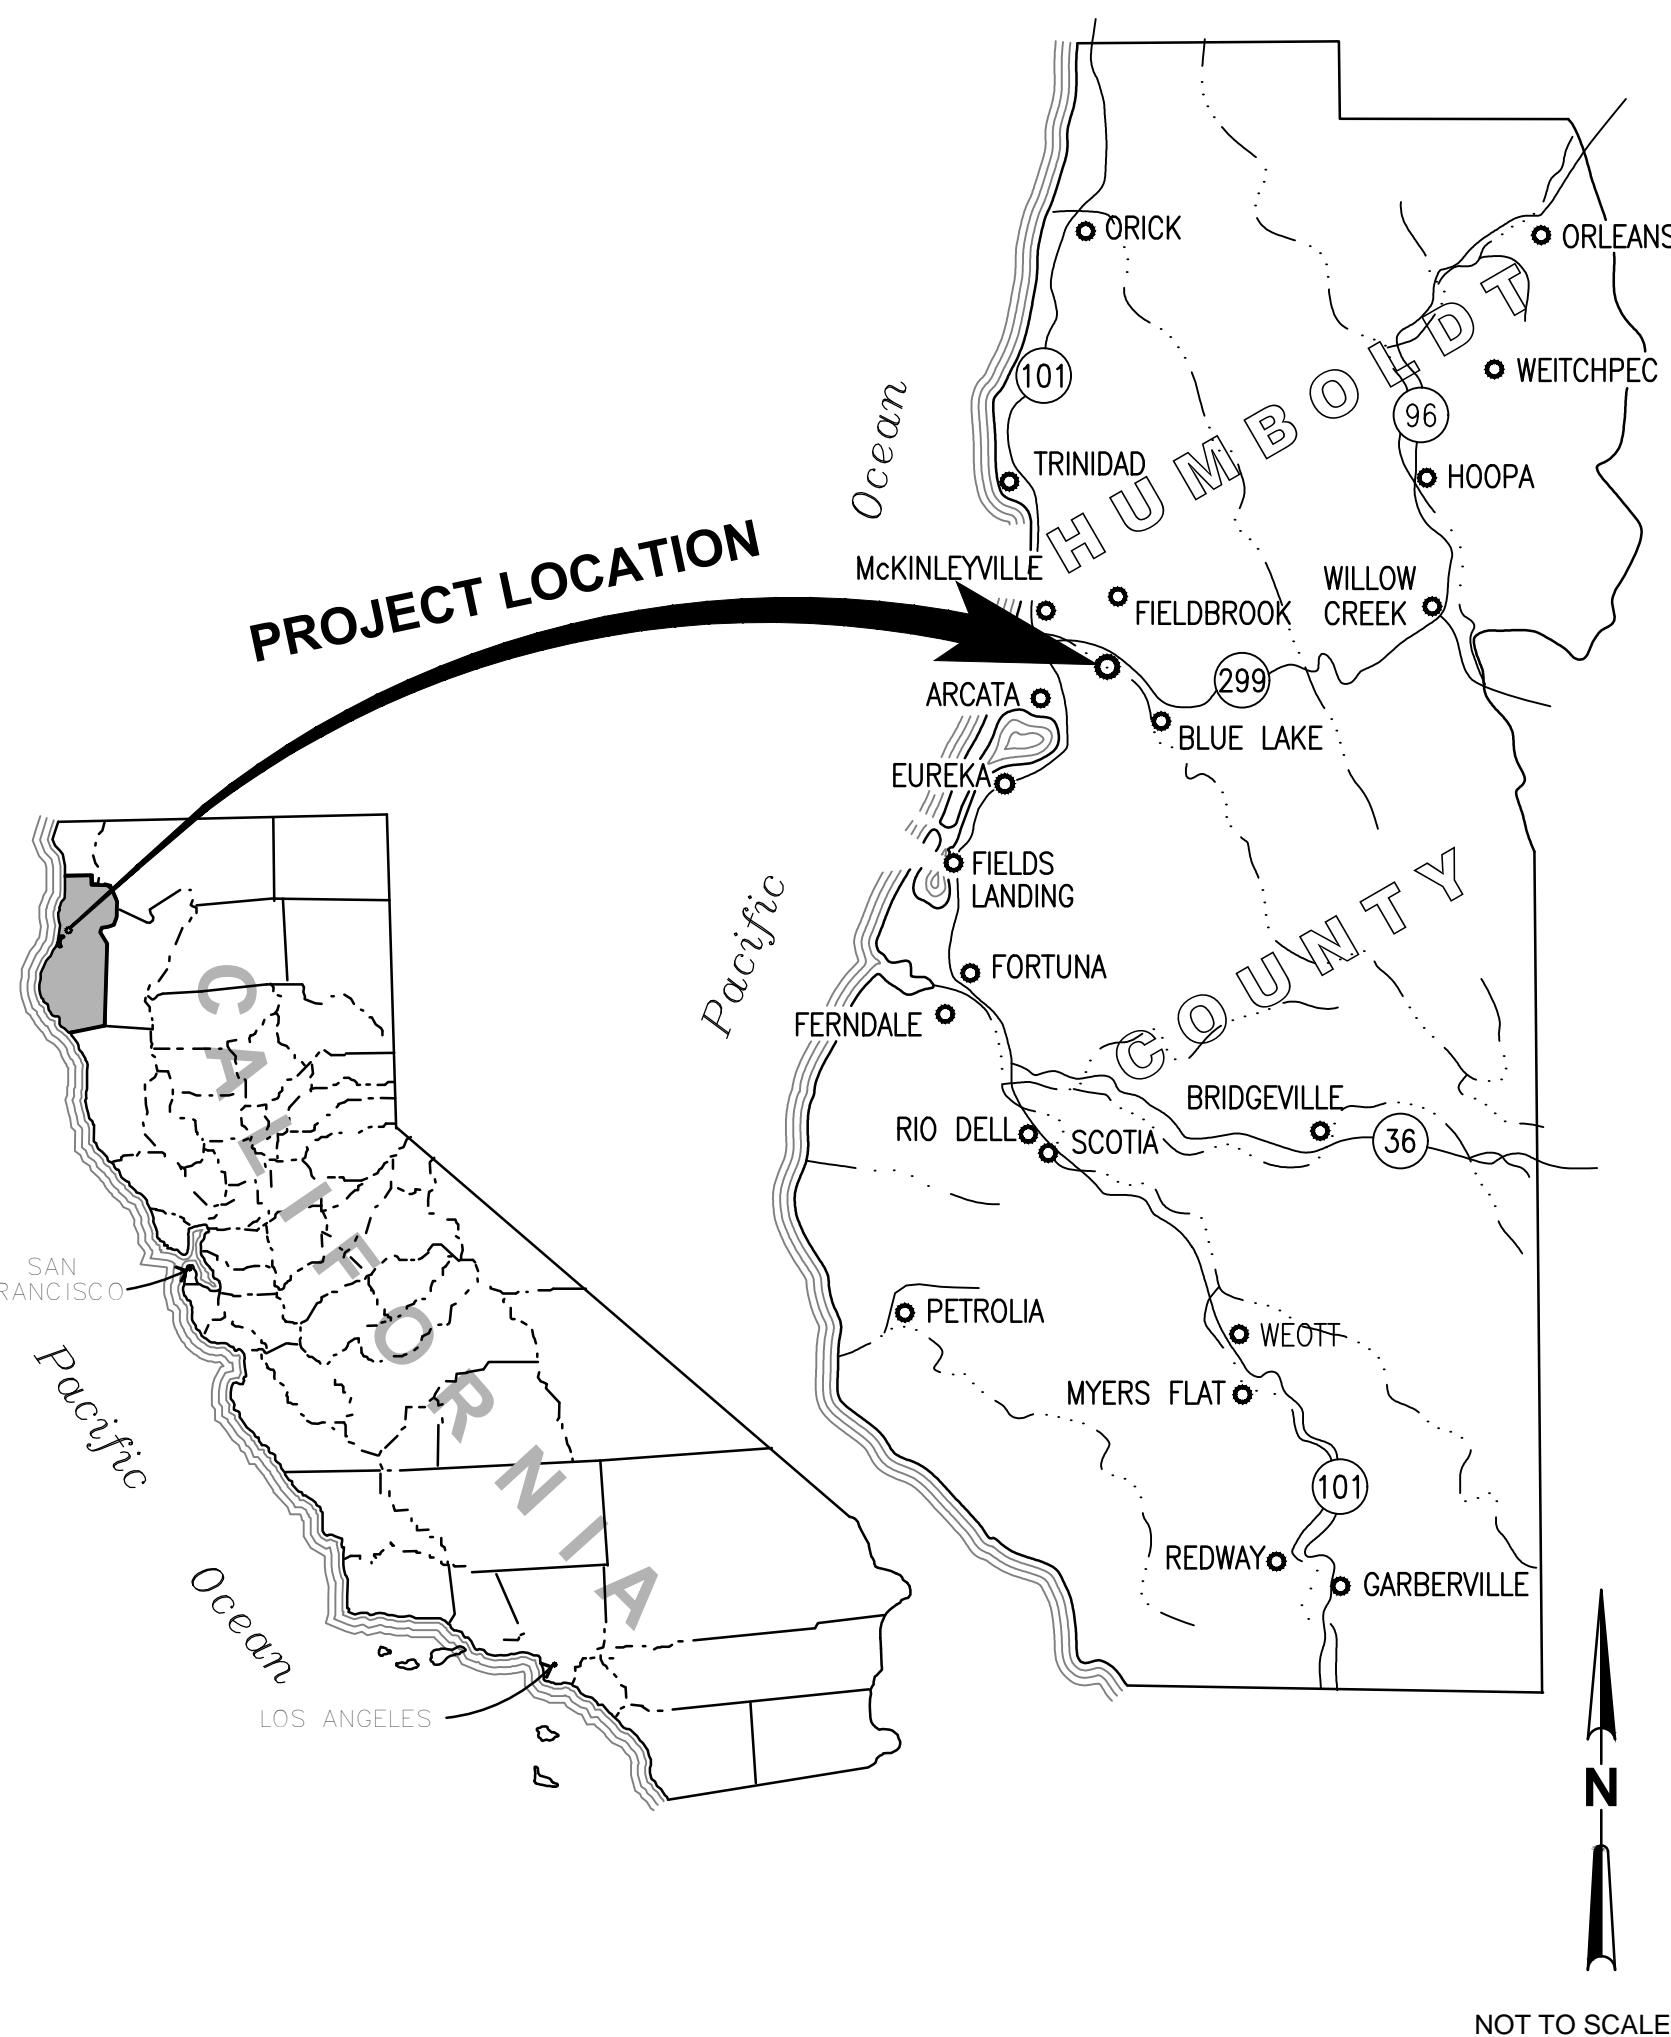 ORICK
ORLEANS
101
WEITCHPEC
96
Ocean
TRINIDAD
HOOPA
HUMBOLDT
PROJECT LOCATION
McKINLEYVILLE
FIELDBROOK
WILLOW
CREEK
299
ARCATA
BLUE LAKE
EUREKA
FIELDS
LANDING
Pacific
COUNTY
FORTUNA
FERNDALE
BRIDGEVILLE
RIO DELL
SCOTIA
36
CALIFORNIA
SAN
RANCISCO
PETROLIA
WEOTT
MYERS FLAT
Pacific
101
REDWAY
GARBERVILLE
Ocean
LOS ANGELES
N
NOT TO SCALE